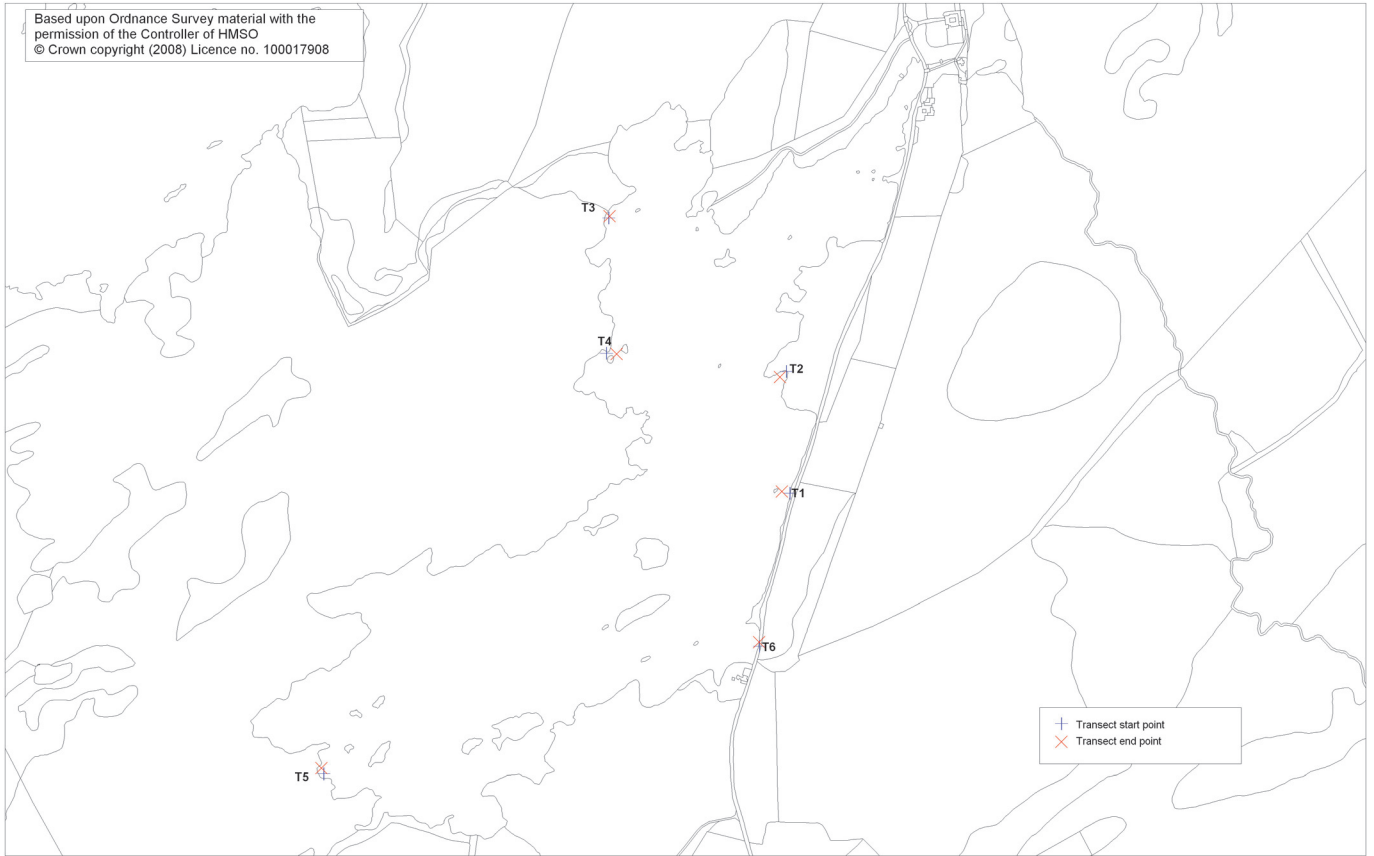 Based upon Ordnance Survey material with the
permission of the Controller of HMSO
© Crown copyright (2008) Licence no. 100017908
T3
T4
T2
T1
T6
T5
Transect start point
Transect end point